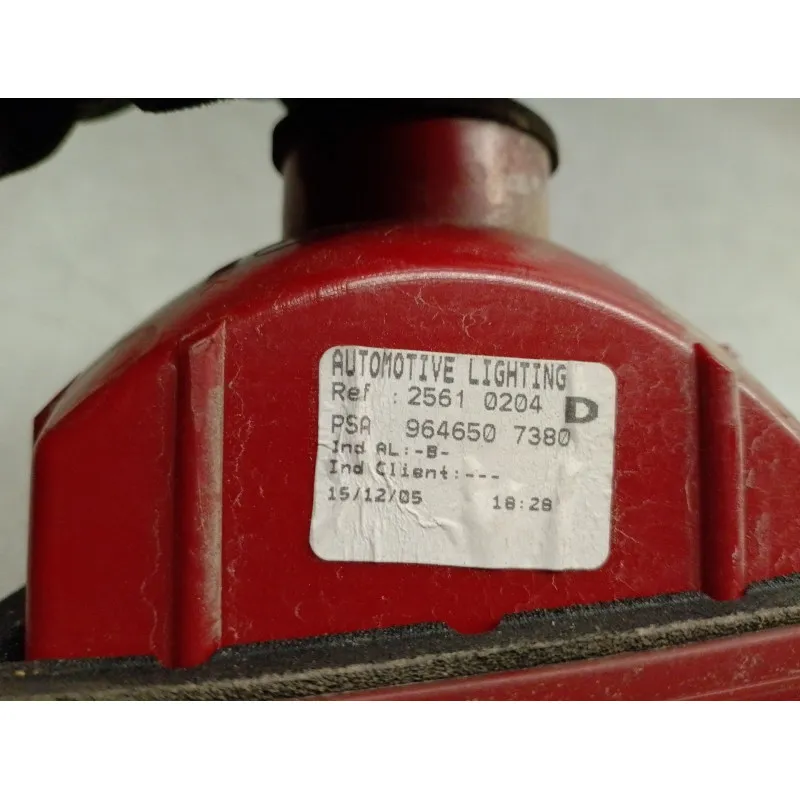 AUTOMOTIVE LIGHTING
Ref : 2561 0204 D
PSA 964650 7380
Ind AL:-B-
Ind Client:---
15/12/05 18:28